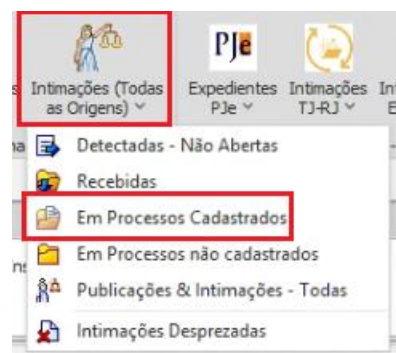 PJe
Intimações (Todas
as Origens)
Expedientes
PJe
Intimações
TJ-RJ
Detectadas - Não Abertas
Recebidas
Em Processos Cadastrados
Em Processos não cadastrados
Publicações & Intimações - Todas
Intimações Desprezadas